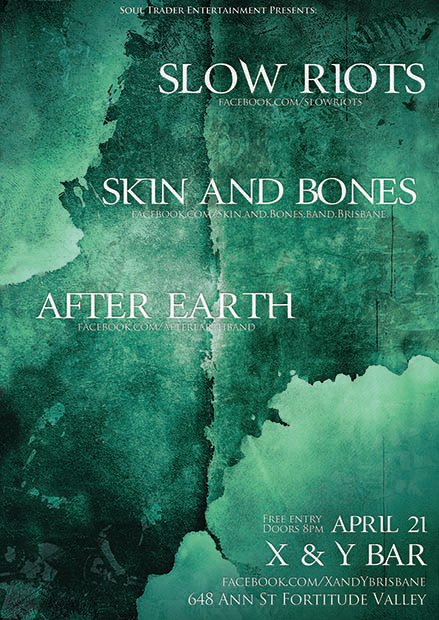 Soul Trader Entertainment Presents:
SLOW RIOTS
FACEBOOK.COM/SLOWRIOTS
SKIN AND BONES
FACEBOOK.COM/SKIN.AND.BONES.BAND.BRISBANE
AFTER EARTH
FACEBOOK.COM/AFTEREARTHBAND
FREE ENTRY
DOORS 8PM
APRIL 21
X & Y BAR
FACEBOOK.COM/XANDYBRISBANE
648 ANN ST FORTITUDE VALLEY